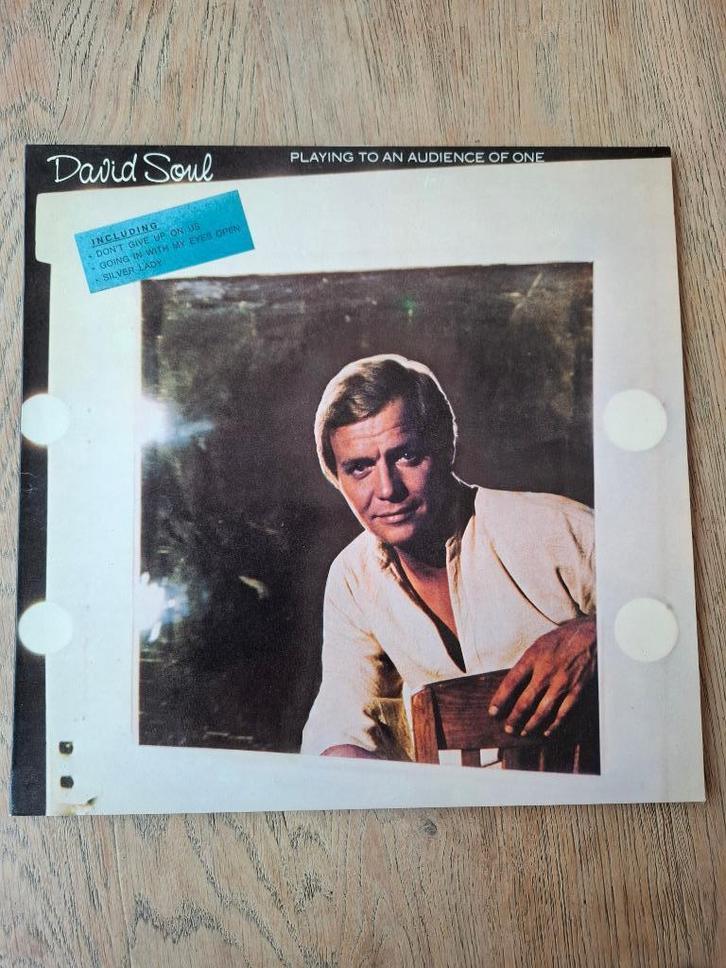 David Soul
PLAYING TO AN AUDIENCE OF ONE
INCLUDING
• DON'T GIVE UP ON US
• GOING IN WITH MY EYES OPEN
• SILVER LADY